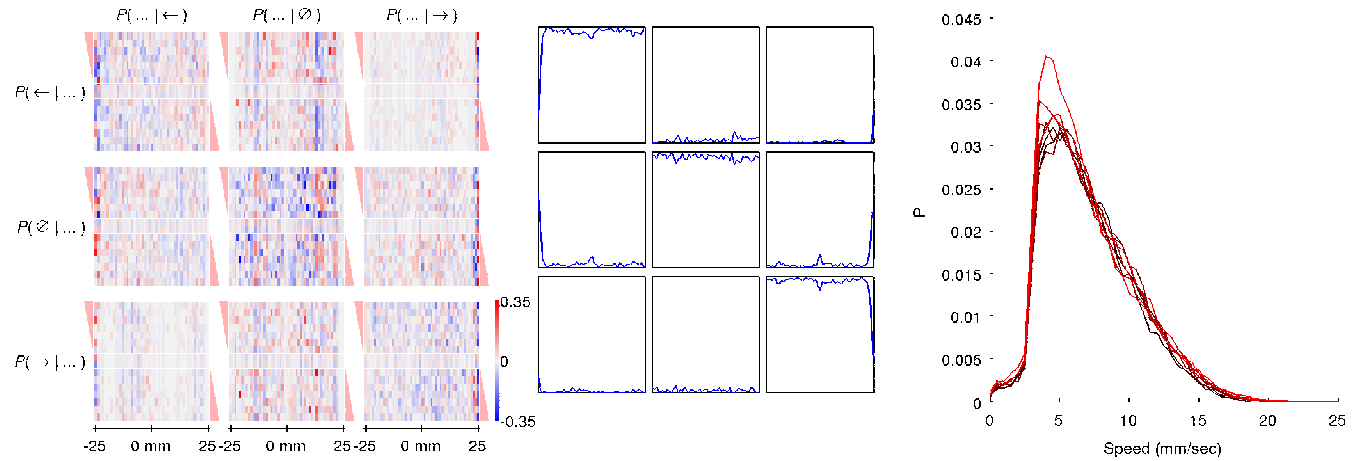 P( ... | ← ) P( ... | ∅ ) P( ... | → )
P( ← | ... )
P( ∅ | ... )
P( → | ... )
0.35
0
-0.35
-25 0 mm 25 -25 0 mm 25 -25 0 mm 25
0.045
0.04
0.035
0.03
0.025
0.02
0.015
0.01
0.005
0
P
0 5 10 15 20 25
Speed (mm/sec)